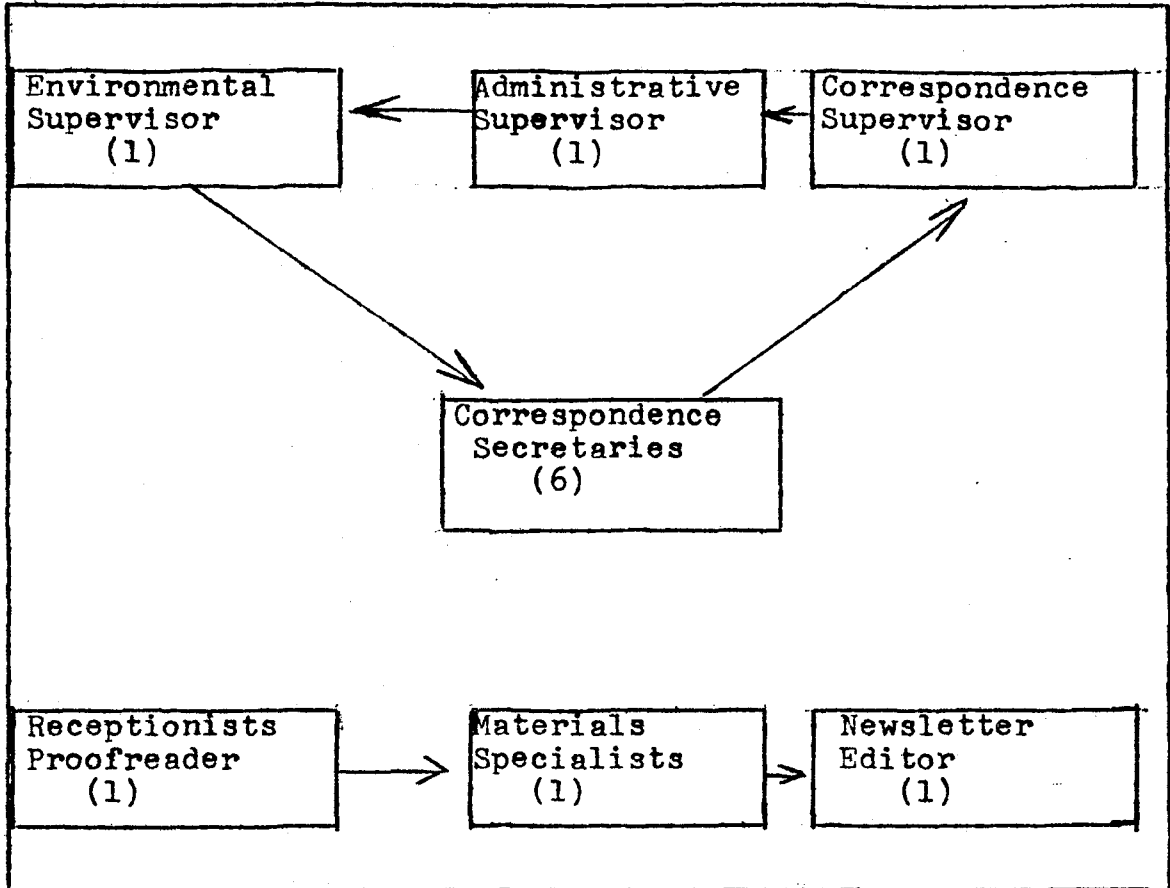 Environmental
Supervisor
(1)
Administrative
Supervisor
(1)
Correspondence
Supervisor
(1)
Correspondence
Secretaries
(6)
Receptionists
Proofreader
(1)
Materials
Specialists
(1)
Newsletter
Editor
(1)